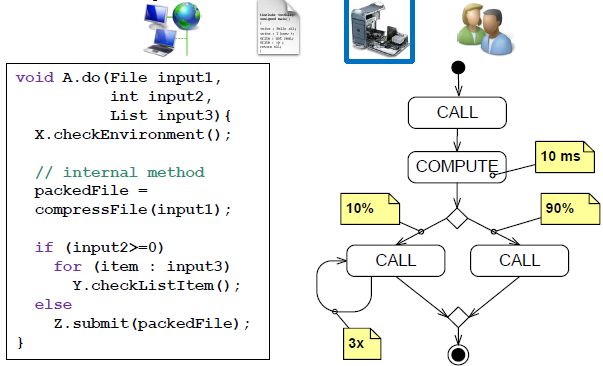 void A.do(File input1,
int input2,
List input3){
X.checkEnvironment();
// internal method
packedFile =
compressFile(input1);
if (input2>=0)
for (item : input3)
Y.checkListItem();
else
Z.submit(packedFile);
}
CALL
COMPUTE
10 ms
10%
90%
CALL
CALL
3x